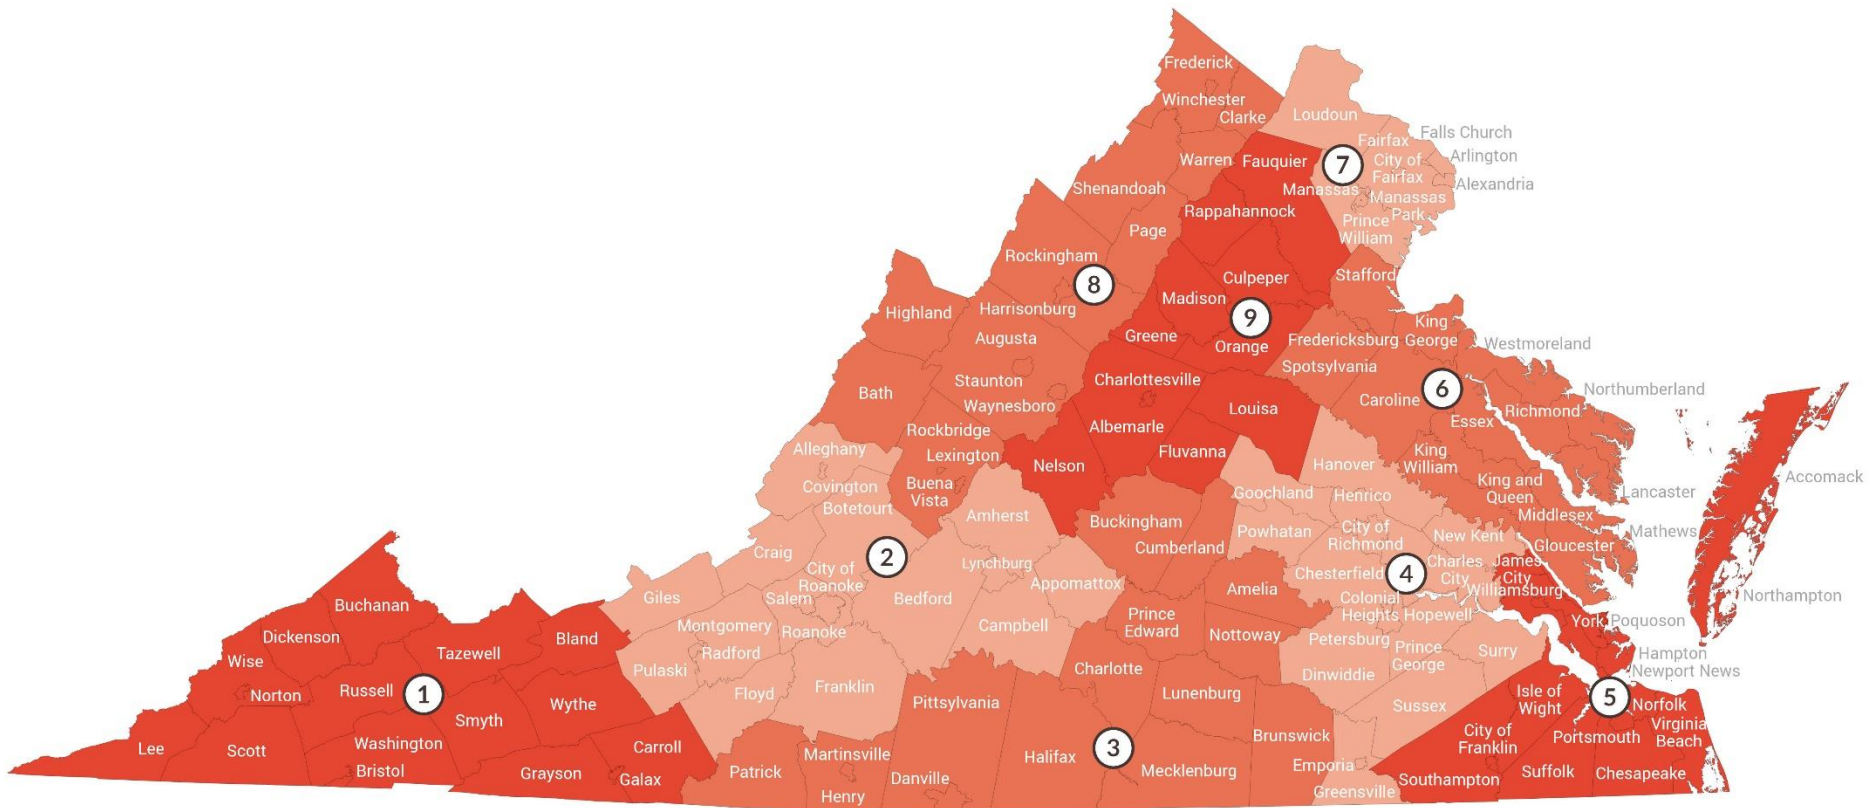 Frederick
Winchester
Clarke
Loudoun
Falls Church
Fairfax
Arlington
City of
Fairfax
Alexandria
Warren
Fauquier
7
Manassas
Manassas
Park
Shenandoah
Rappahannock
Prince
William
Page
Rockingham
8
Culpeper
Stafford
Madison
9
Highland
Harrisonburg
Augusta
Greene
Orange
Fredericksburg
King
George
Westmoreland
Spotsylvania
Staunton
Charlottesville
6
Northumberland
Bath
Waynesboro
Louisa
Caroline
Richmond
Essex
Rockbridge
Albemarle
Lexington
Fluvanna
Alleghany
Nelson
Hanover
King
William
Accomack
Covington
Buena
Vista
Goochland
Henrico
King and
Queen
Lancaster
Botetourt
Amherst
Buckingham
Powhatan
City of
Richmond
New Kent
Middlesex
Mathews
Gloucester
Craig
2
Cumberland
Lynchburg
City of
Roanoke
Appomattox
Chesterfield
4
Charles
City
James
City
Williamsburg
Giles
Salem
Bedford
Amelia
Colonial
Heights
Hopewell
Northampton
Buchanan
Montgomery
Roanoke
Campbell
Prince
Edward
Nottoway
Petersburg
Prince
George
Surry
York
Poquoson
Dickenson
Bland
Tazewell
Radford
Pulaski
Charlotte
Dinwiddie
Hampton
Newport News
Wise
Norton
Russell
1
Wythe
Floyd
Franklin
Pittsylvania
Lunenburg
Sussex
Isle of
Wight
5
Norfolk
Smyth
Lee
Scott
Washington
Bristol
Carroll
Grayson
Galax
Patrick
Martinsville
Henry
Danville
Halifax
3
Mecklenburg
Brunswick
Emporia
Greensville
City of
Franklin
Southampton
Portsmouth
Virginia
Beach
Suffolk
Chesapeake